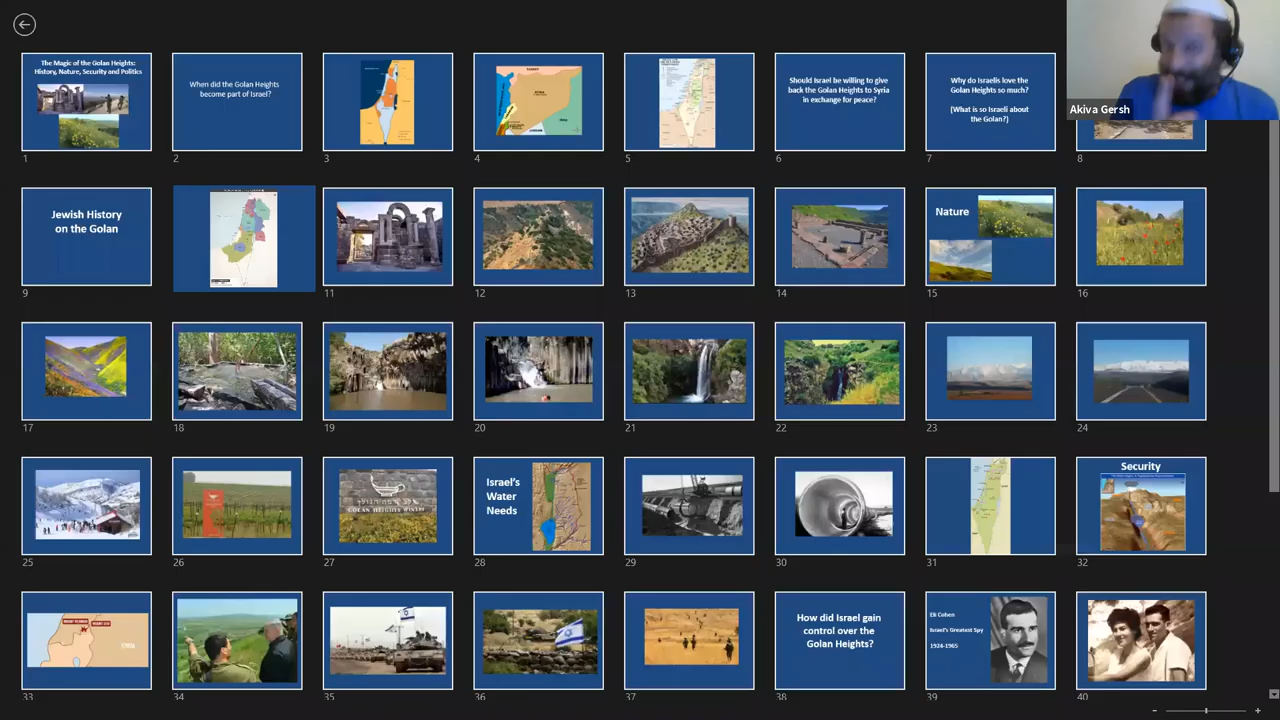 The Magic of the Golan Heights:
History, Nature, Security and Politics
1
When did the Golan Heights
become part of Israel?
2
3
SYRIA
4
5
Should Israel be willing to give
back the Golan Heights to Syria
in exchange for peace?
6
Why do Israelis love the
Golan Heights so much?
(What is so Israeli about
the Golan?)
7
Akiva Gersh
8
Jewish History
on the Golan
9
11
12
13
14
Nature
15
16
17
18
19
20
21
22
23
24
25
26
GOLAN HEIGHTS WINERY
27
Israel's
Water
Needs
28
29
30
31
Security
32
SYRIA
33
34
35
36
37
How did Israel gain
control over the
Golan Heights?
38
Eli Cohen
Israel's Greatest Spy
1924-1965
39
40